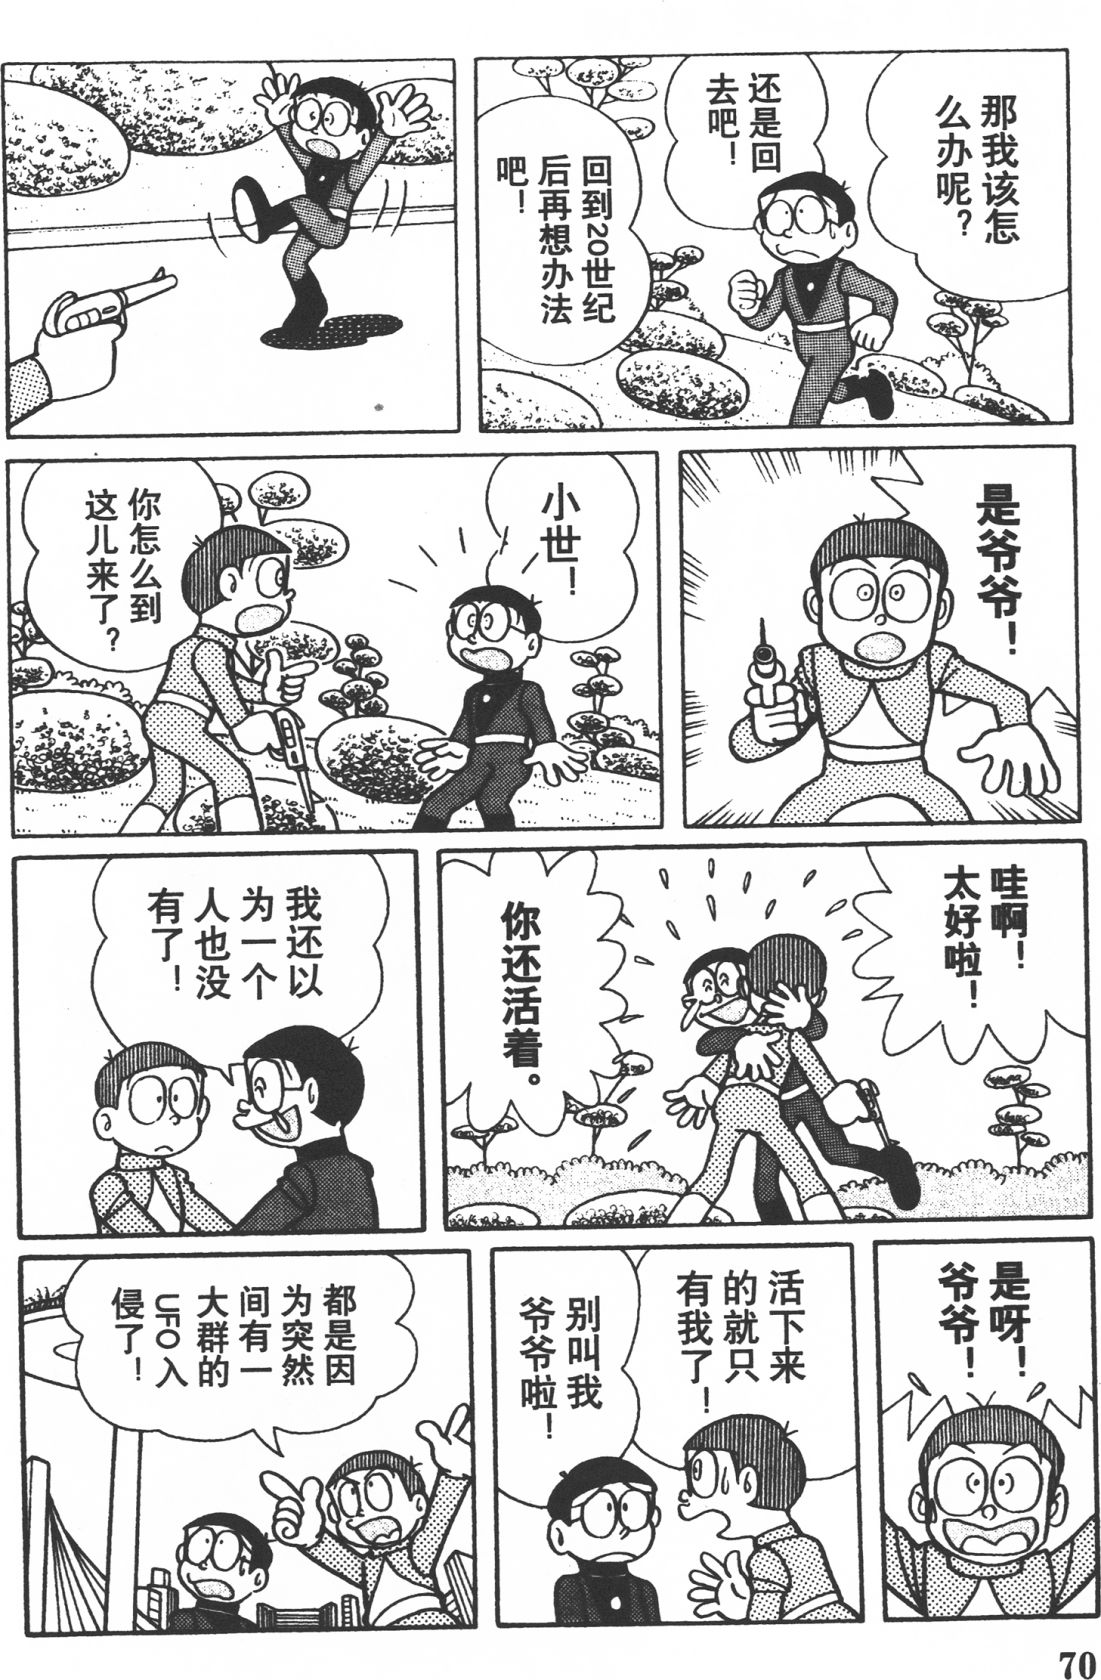 那我该怎
么办呢？
还是回
去吧！
回到20世纪
后再想办法
吧！
是爷爷！
小世！
你怎么到
这儿来了？
哇啊！
太好啦！
你还活着。
我还以
为一个
人也没
有了！
是呀！
爷爷！
活下来
的就只
有我了！
别叫我
爷爷啦！
都是因
为突然
间有一
大群的
UFO入
侵了！
70